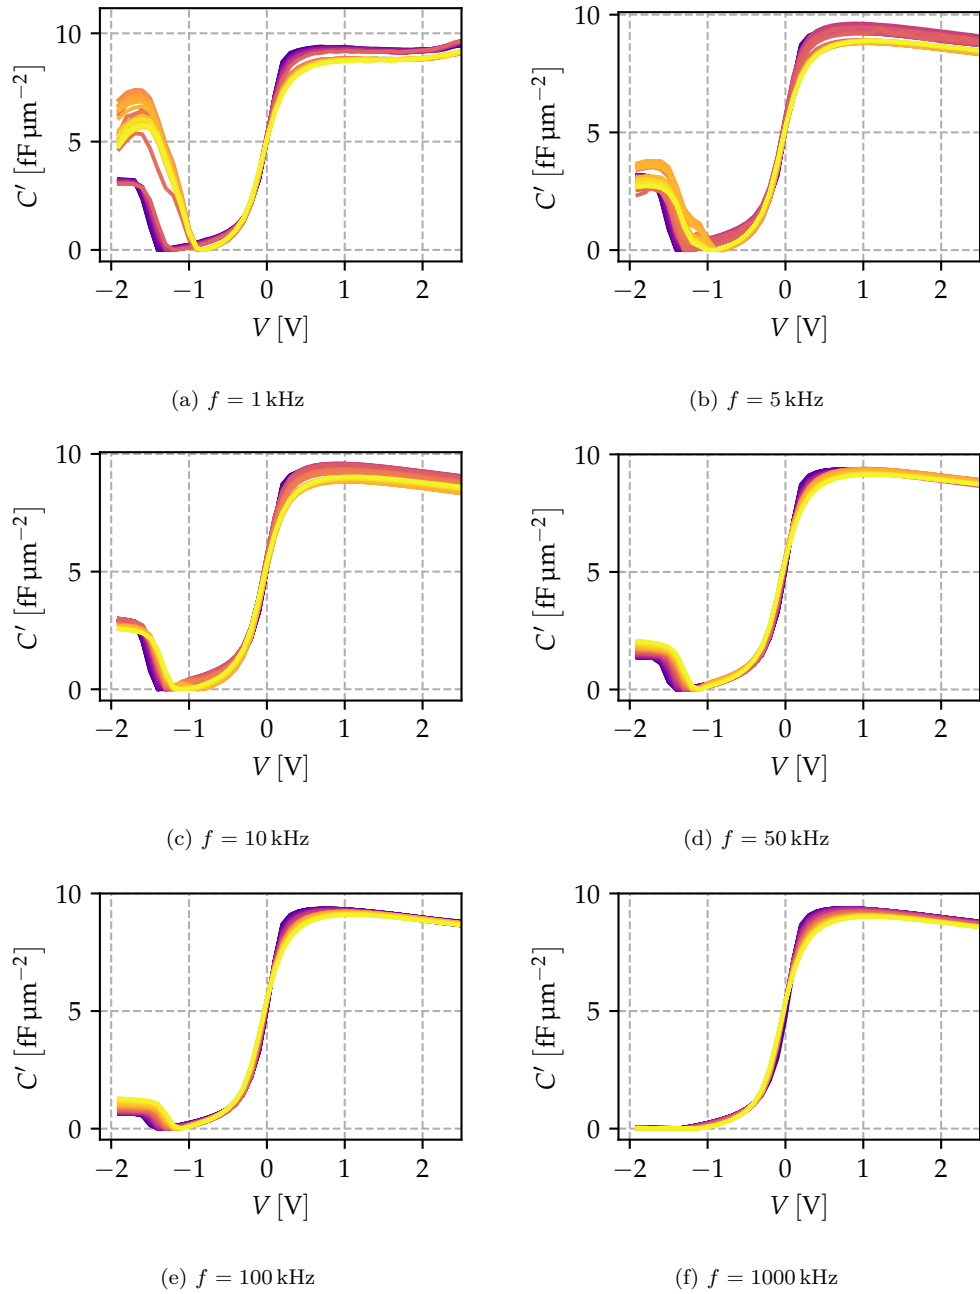 10
5
0
C′ [fF μm⁻²]
−2 −1 0 1 2
V [V]
(a) f = 1 kHz
10
5
0
C′ [fF μm⁻²]
−2 −1 0 1 2
V [V]
(b) f = 5 kHz
10
5
0
C′ [fF μm⁻²]
−2 −1 0 1 2
V [V]
(c) f = 10 kHz
10
5
0
C′ [fF μm⁻²]
−2 −1 0 1 2
V [V]
(d) f = 50 kHz
10
5
0
C′ [fF μm⁻²]
−2 −1 0 1 2
V [V]
(e) f = 100 kHz
10
5
0
C′ [fF μm⁻²]
−2 −1 0 1 2
V [V]
(f) f = 1000 kHz